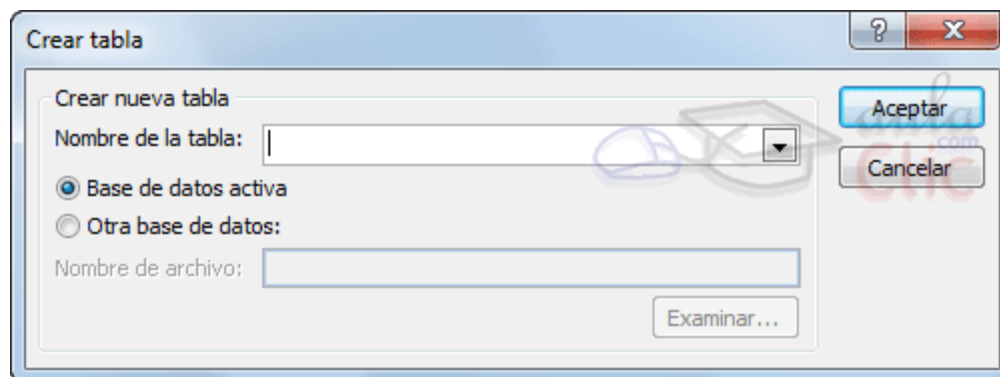 Crear tabla
Crear nueva tabla
Nombre de la tabla:
Base de datos activa
Otra base de datos:
Nombre de archivo:
Examinar...
Aceptar
Cancelar
aula
.com
Clic